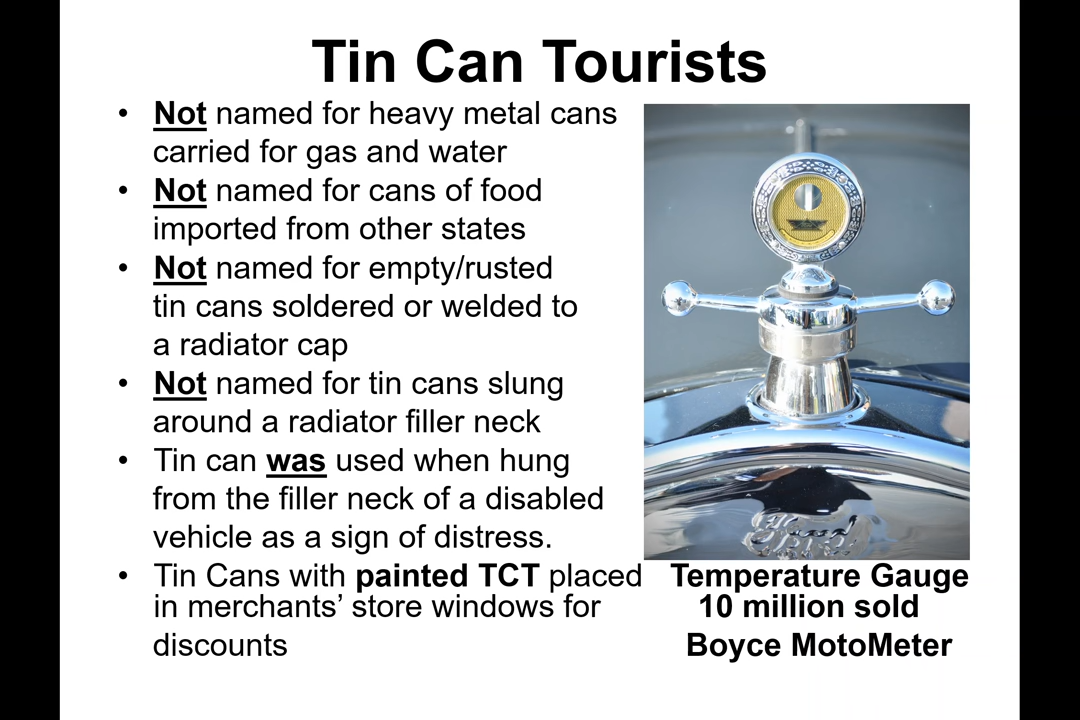 Tin Can Tourists
• Not named for heavy metal cans
carried for gas and water
• Not named for cans of food
imported from other states
• Not named for empty/rusted
tin cans soldered or welded to
a radiator cap
• Not named for tin cans slung
around a radiator filler neck
• Tin can was used when hung
from the filler neck of a disabled
vehicle as a sign of distress.
• Tin Cans with painted TCT placed
in merchants’ store windows for
discounts
Ford
Temperature Gauge
10 million sold
Boyce MotoMeter